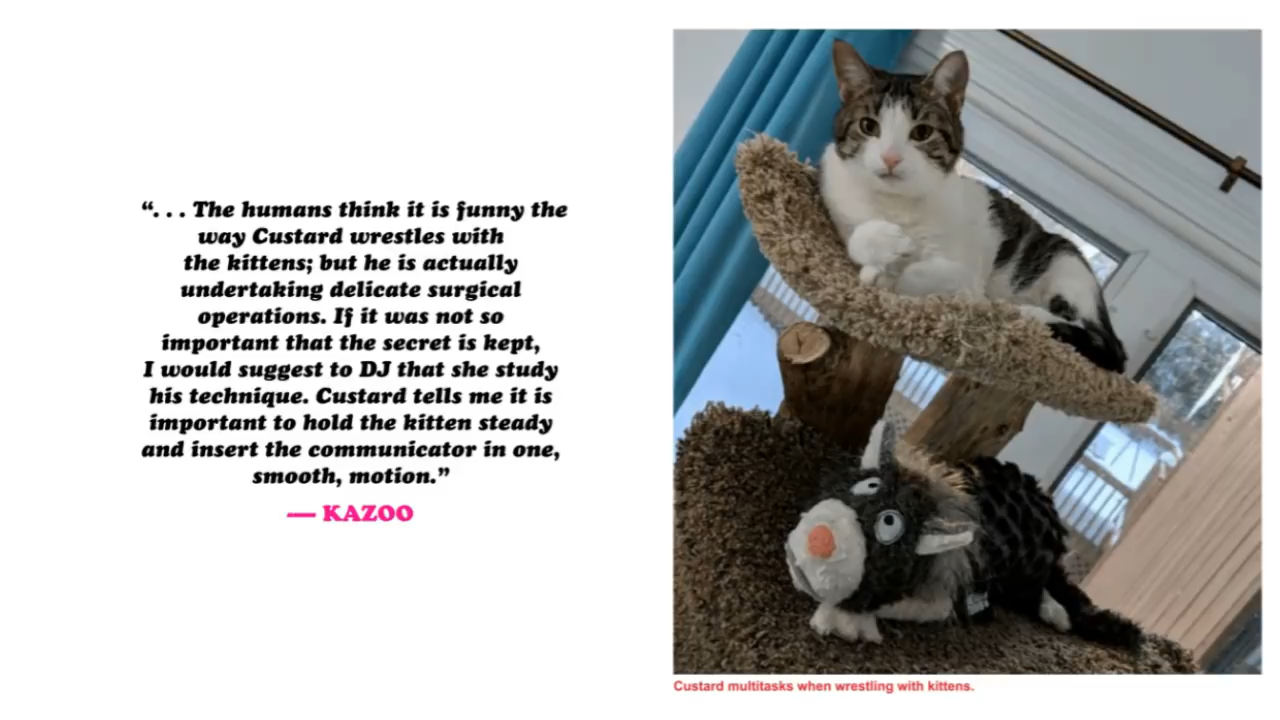 “. . . The humans think it is funny the
way Custard wrestles with
the kittens; but he is actually
undertaking delicate surgical
operations. If it was not so
important that the secret is kept,
I would suggest to DJ that she study
his technique. Custard tells me it is
important to hold the kitten steady
and insert the communicator in one,
smooth, motion.”
— KAZOO
Custard multitasks when wrestling with kittens.